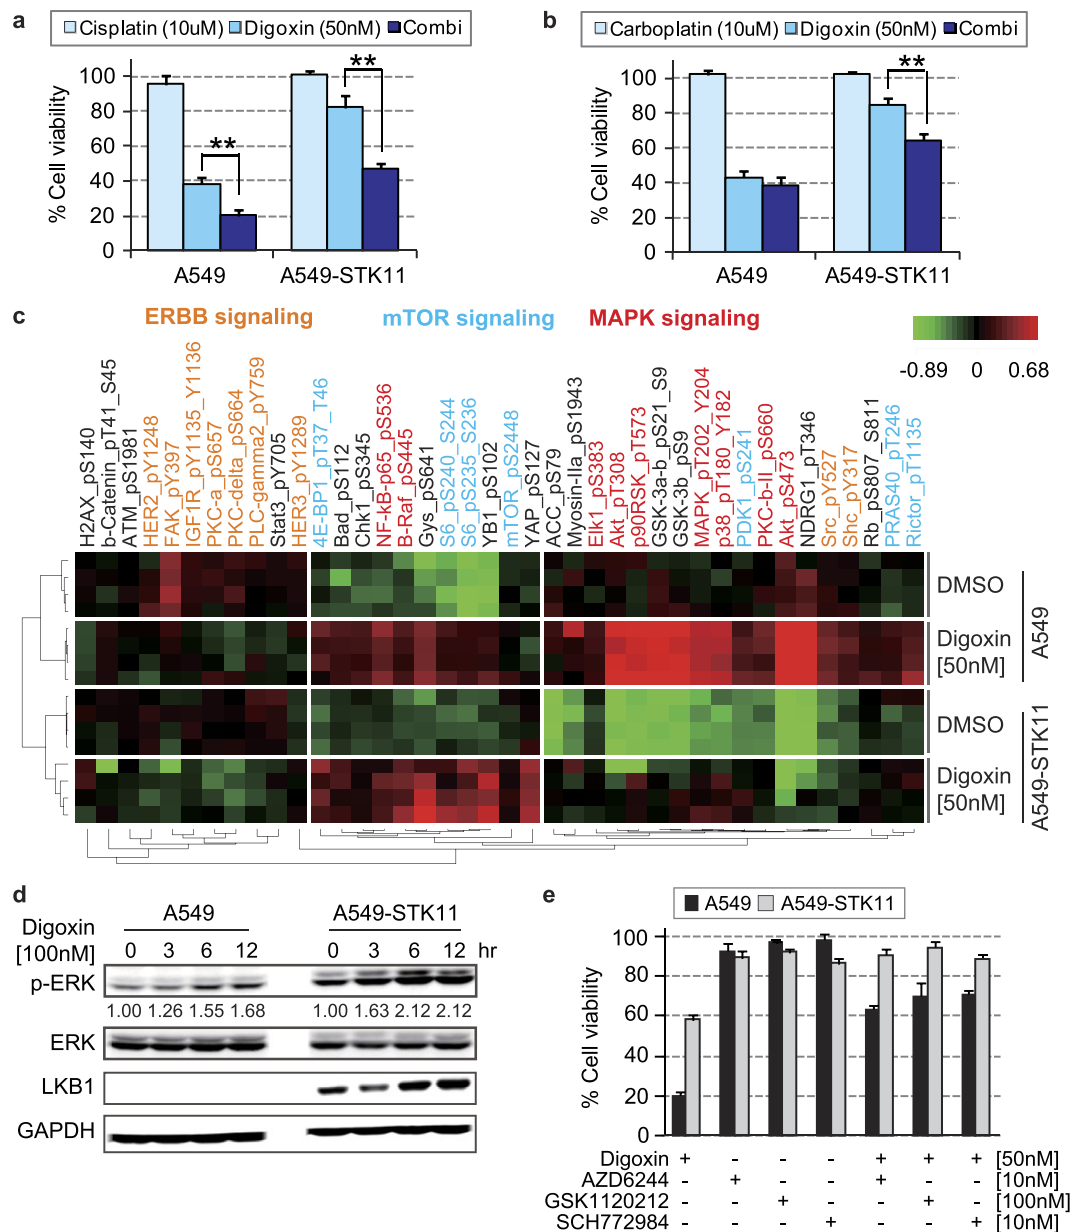 a
Cisplatin (10uM) Digoxin (50nM) Combi
% Cell viability
100
80
60
40
20
0
**
**
A549 A549-STK11
b
Carboplatin (10uM) Digoxin (50nM) Combi
% Cell viability
100
80
60
40
20
0
**
A549 A549-STK11
c
ERBB signaling mTOR signaling MAPK signaling
-0.89 0 0.68
H2AX_pS140
b-Catenin_pT41_S45
ATM_pS1981
HER2_pY1248
FAK_pY397
IGF1R_pY1135_Y1136
PKC-a_pS657
PKC-delta_pS664
PLC-gamma2_pY759
Stat3_pY705
HER3_pY1289
4E-BP1_pT37_T46
Bad_pS112
Chk1_pS345
NF-kB-p65_pS536
B-Raf_pS445
Gys_pS641
S6_pS240_S244
S6_pS235_S236
YB1_pS102
mTOR_pS2448
YAP_pS127
ACC_pS79
Myosin-IIa_pS1943
Elk1_pS383
Akt_pT308
p90RSK_pT573
GSK-3a-b_pS21_S9
GSK-3b_pS9
MAPK_pT202_Y204
p38_pT180_Y182
PDK1_pS241
PKC-b-II_pS660
Akt_pS473
NDRG1_pT346
Src_pY527
Shc_pY317
Rb_pS807_S811
PRAS40_pT246
Rictor_pT1135
DMSO
Digoxin
[50nM]
A549
DMSO
Digoxin
[50nM]
A549-STK11
d
A549 A549-STK11
Digoxin
[100nM] 0 3 6 12 0 3 6 12 hr
p-ERK
1.00 1.26 1.55 1.68 1.00 1.63 2.12 2.12
ERK
LKB1
GAPDH
e
A549 A549-STK11
% Cell viability
100
80
60
40
20
0
Digoxin + - - - + + + [50nM]
AZD6244 - + - - + - - [10nM]
GSK1120212 - - + - - + - [100nM]
SCH772984 - - - + - - + [10nM]